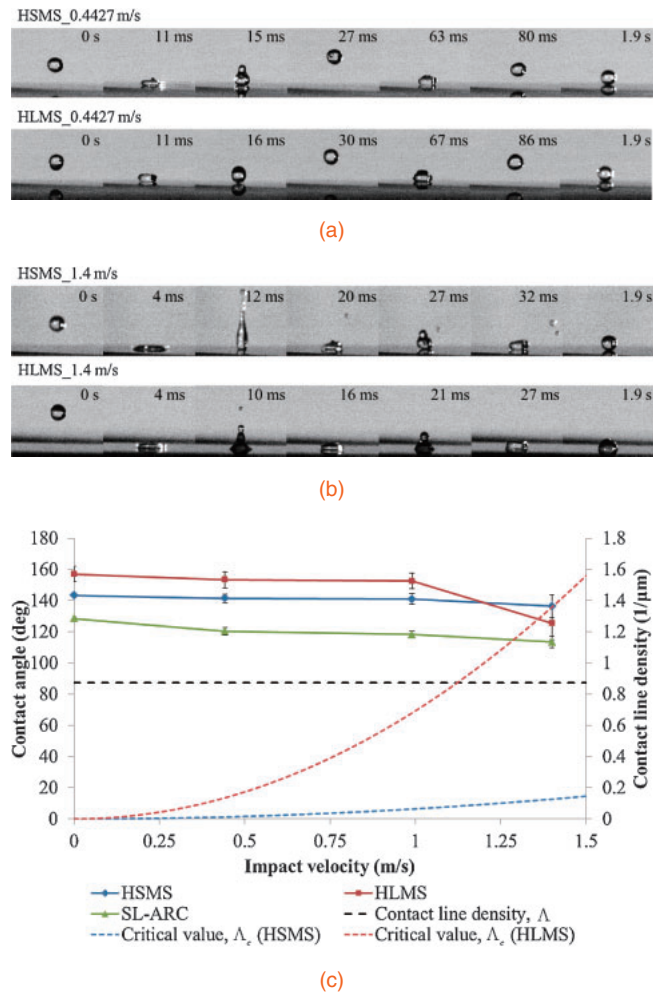 HSMS_0.4427 m/s
0 s 11 ms 15 ms 27 ms 63 ms 80 ms 1.9 s
HLMS_0.4427 m/s
0 s 11 ms 16 ms 30 ms 67 ms 86 ms 1.9 s
(a)
HSMS_1.4 m/s
0 s 4 ms 12 ms 20 ms 27 ms 32 ms 1.9 s
HLMS_1.4 m/s
0 s 4 ms 10 ms 16 ms 21 ms 27 ms 1.9 s
(b)
Contact angle (deg)
180
160
140
120
100
80
60
40
20
0
1.8
1.6
1.4
1.2
1
0.8
0.6
0.4
0.2
0
Contact line density (1/µm)
0 0.25 0.5 0.75 1 1.25 1.5
Impact velocity (m/s)
HSMS HLMS
SL-ARC Contact line density, Λ
Critical value, Λc (HSMS) Critical value, Λc (HLMS)
(c)